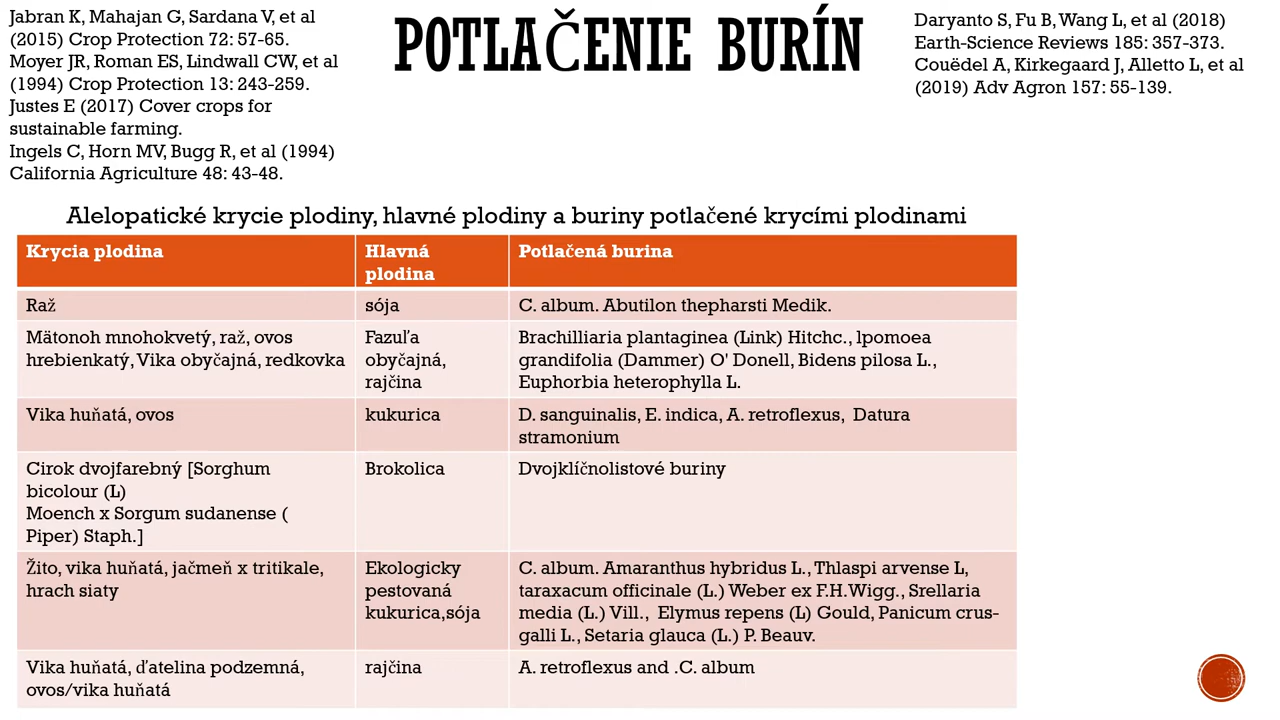 Jabran K, Mahajan G, Sardana V, et al
(2015) Crop Protection 72: 57-65.
Moyer JR, Roman ES, Lindwall CW, et al
(1994) Crop Protection 13: 243-259.
Justes E (2017) Cover crops for
sustainable farming.
Ingels C, Horn MV, Bugg R, et al (1994)
California Agriculture 48: 43-48.
POTLAČENIE BURÍN
Daryanto S, Fu B, Wang L, et al (2018)
Earth-Science Reviews 185: 357-373.
Couëdel A, Kirkegaard J, Alletto L, et al
(2019) Adv Agron 157: 55-139.
Alelopatické krycie plodiny, hlavné plodiny a buriny potlačené krycími plodinami
Krycia plodina
Hlavná
plodina
Potlačená burina
Raž
sója
C. album. Abutilon thepharsti Medik.
Mätonoh mnohokvetý, raž, ovos
hrebienkatý, Vika obyčajná, redkovka
Fazuľa
obyčajná,
rajčina
Brachilliaria plantaginea (Link) Hitchc., lpomoea
grandifolia (Dammer) O' Donell, Bidens pilosa L.,
Euphorbia heterophylla L.
Vika huňatá, ovos
kukurica
D. sanguinalis, E. indica, A. retroflexus, Datura
stramonium
Cirok dvojfarebný [Sorghum
bicolour (L)
Moench x Sorgum sudanense (
Piper) Staph.]
Brokolica
Dvojklíčnolistové buriny
Žito, vika huňatá, jačmeň x tritikale,
hrach siaty
Ekologicky
pestovaná
kukurica,sója
C. album. Amaranthus hybridus L., Thlaspi arvense L,
taraxacum officinale (L.) Weber ex F.H.Wigg., Srellaria
media (L.) Vill., Elymus repens (L) Gould, Panicum crus-
galli L., Setaria glauca (L.) P. Beauv.
Vika huňatá, ďatelina podzemná,
ovos/vika huňatá
rajčina
A. retroflexus and .C. album